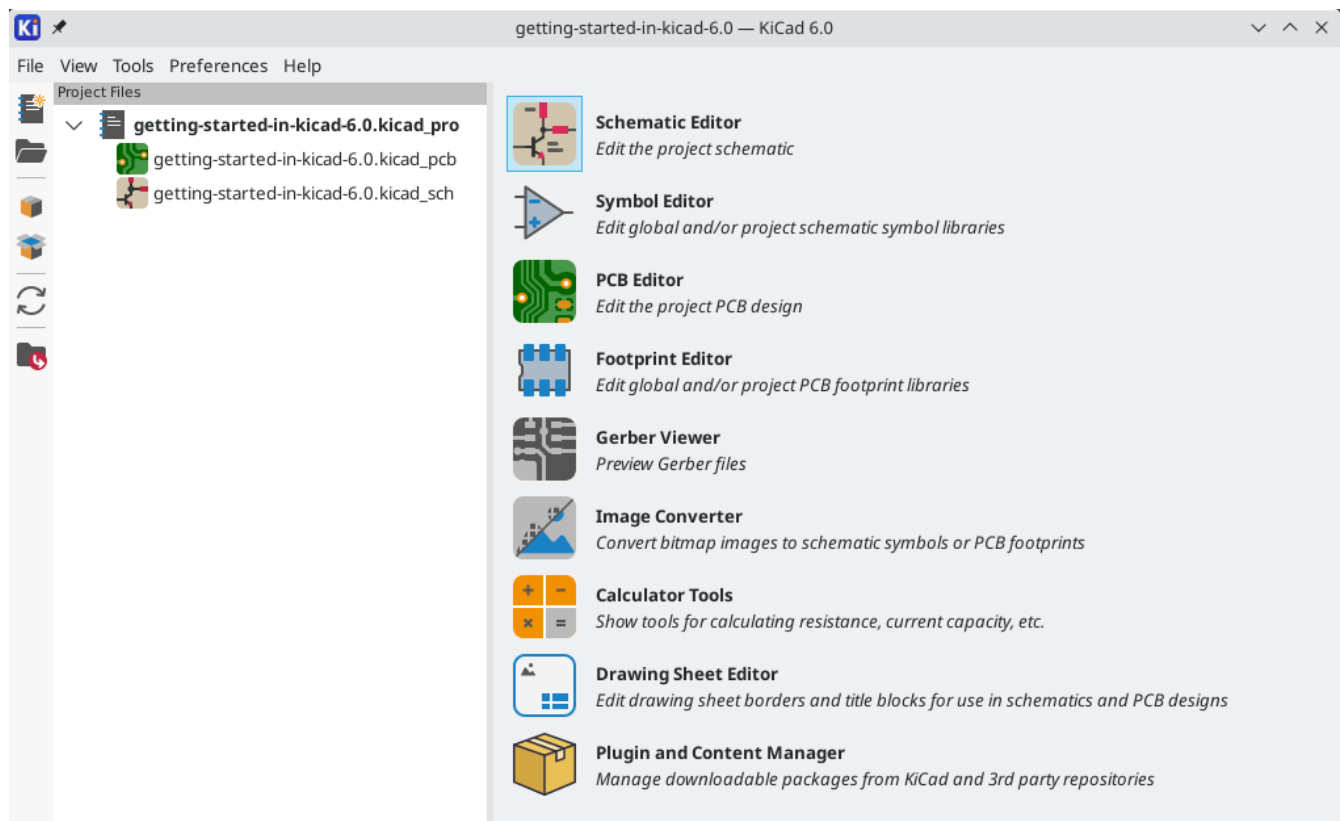 Ki
getting-started-in-kicad-6.0 — KiCad 6.0
File View Tools Preferences Help
Project Files
getting-started-in-kicad-6.0.kicad_pro
getting-started-in-kicad-6.0.kicad_pcb
getting-started-in-kicad-6.0.kicad_sch
Schematic Editor
Edit the project schematic
Symbol Editor
Edit global and/or project schematic symbol libraries
PCB Editor
Edit the project PCB design
Footprint Editor
Edit global and/or project PCB footprint libraries
Gerber Viewer
Preview Gerber files
Image Converter
Convert bitmap images to schematic symbols or PCB footprints
Calculator Tools
Show tools for calculating resistance, current capacity, etc.
Drawing Sheet Editor
Edit drawing sheet borders and title blocks for use in schematics and PCB designs
Plugin and Content Manager
Manage downloadable packages from KiCad and 3rd party repositories